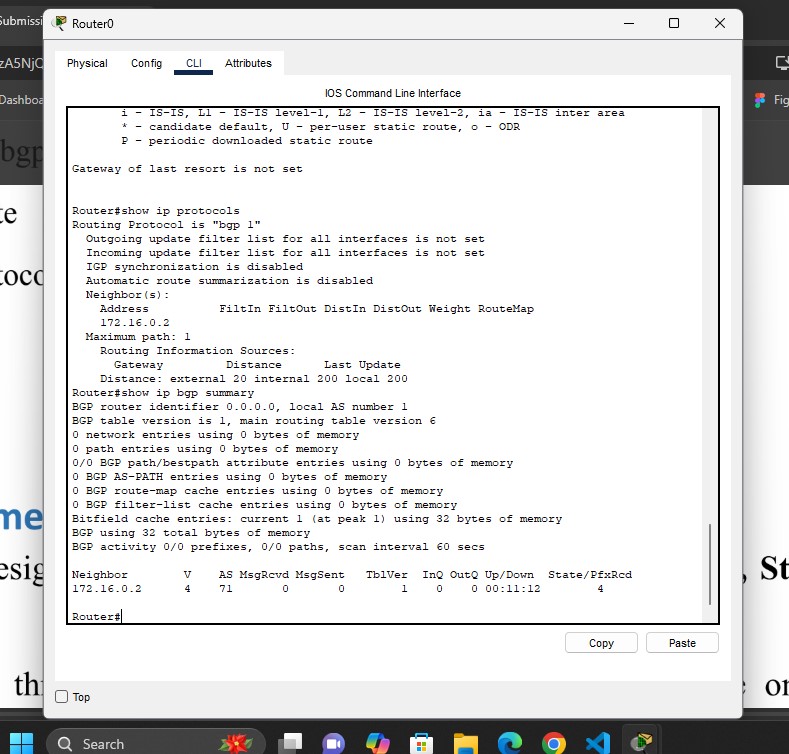 Submissi
Router0
zA5NjC
Physical Config CLI Attributes
Dashboa
Fig
IOS Command Line Interface
i - IS-IS, L1 - IS-IS level-1, L2 - IS-IS level-2, ia - IS-IS inter area
* - candidate default, U - per-user static route, o - ODR
P - periodic downloaded static route
bgp
Gateway of last resort is not set
Router#show ip protocols
te
Routing Protocol is "bgp 1"
Outgoing update filter list for all interfaces is not set
Incoming update filter list for all interfaces is not set
IGP synchronization is disabled
toco
Automatic route summarization is disabled
Neighbor(s):
Address FiltIn FiltOut DistIn DistOut Weight RouteMap
172.16.0.2
Maximum path: 1
Routing Information Sources:
Gateway Distance Last Update
Distance: external 20 internal 200 local 200
Router#show ip bgp summary
BGP router identifier 0.0.0.0, local AS number 1
BGP table version is 1, main routing table version 6
0 network entries using 0 bytes of memory
0 path entries using 0 bytes of memory
0/0 BGP path/bestpath attribute entries using 0 bytes of memory
0 BGP AS-PATH entries using 0 bytes of memory
0 BGP route-map cache entries using 0 bytes of memory
0 BGP filter-list cache entries using 0 bytes of memory
Bitfield cache entries: current 1 (at peak 1) using 32 bytes of memory
me
BGP using 32 total bytes of memory
BGP activity 0/0 prefixes, 0/0 paths, scan interval 60 secs
esig
, St
Neighbor V AS MsgRcvd MsgSent TblVer InQ OutQ Up/Down State/PfxRcd
172.16.0.2 4 71 0 0 1 0 0 00:11:12 4
Router#
Copy Paste
th
e or
Top
Search